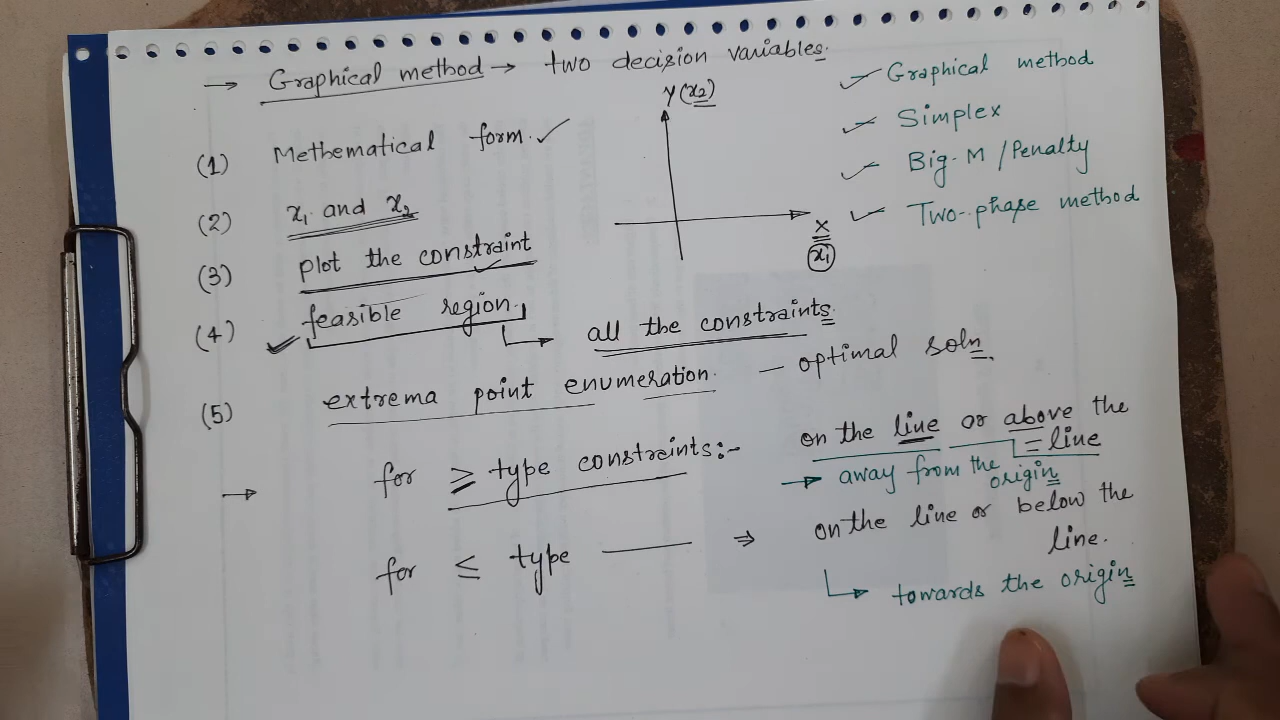 → Graphical method → two decision variables.
(1) Methematical form. ✓
(2) x₁ and x₂
(3) plot the constraint ✓
(4) ✓ feasible region. → all the constraints
(5) extrema point enumeration. — optimal soln.
Y(x₂)
X
x₁
✓ Graphical method
✓ Simplex
✓ Big-M / Penalty
✓ Two-phase method
→ for ≥ type constraints:- on the line or above the
= line
→ away from the
origin
for ≤ type —— ⇒ on the line or below the
line.
↳ towards the origin